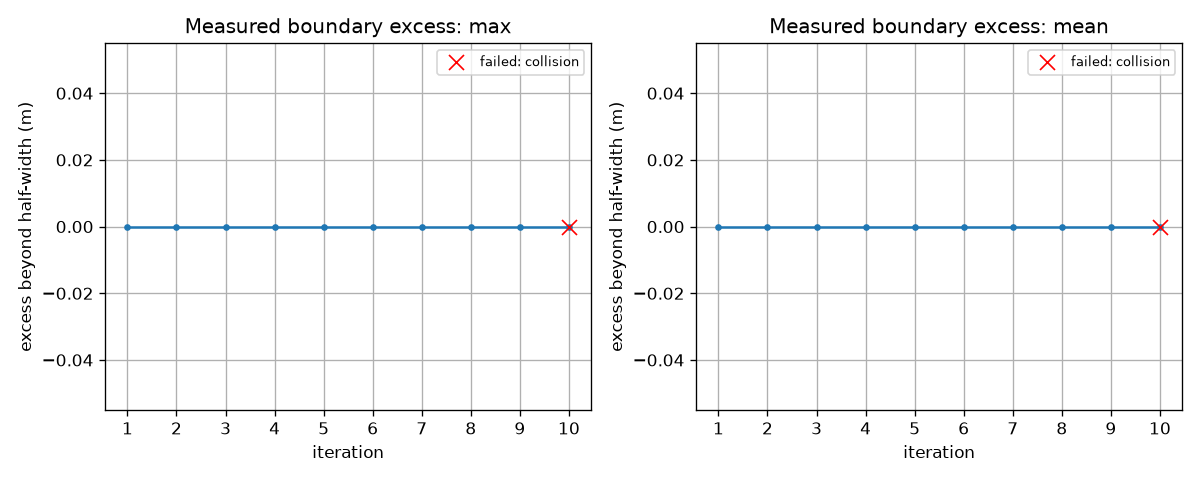 Measured boundary excess: max
failed: collision
excess beyond half-width (m)
0.04
0.02
0.00
−0.02
−0.04
1 2 3 4 5 6 7 8 9 10
iteration
Measured boundary excess: mean
failed: collision
excess beyond half-width (m)
0.04
0.02
0.00
−0.02
−0.04
1 2 3 4 5 6 7 8 9 10
iteration